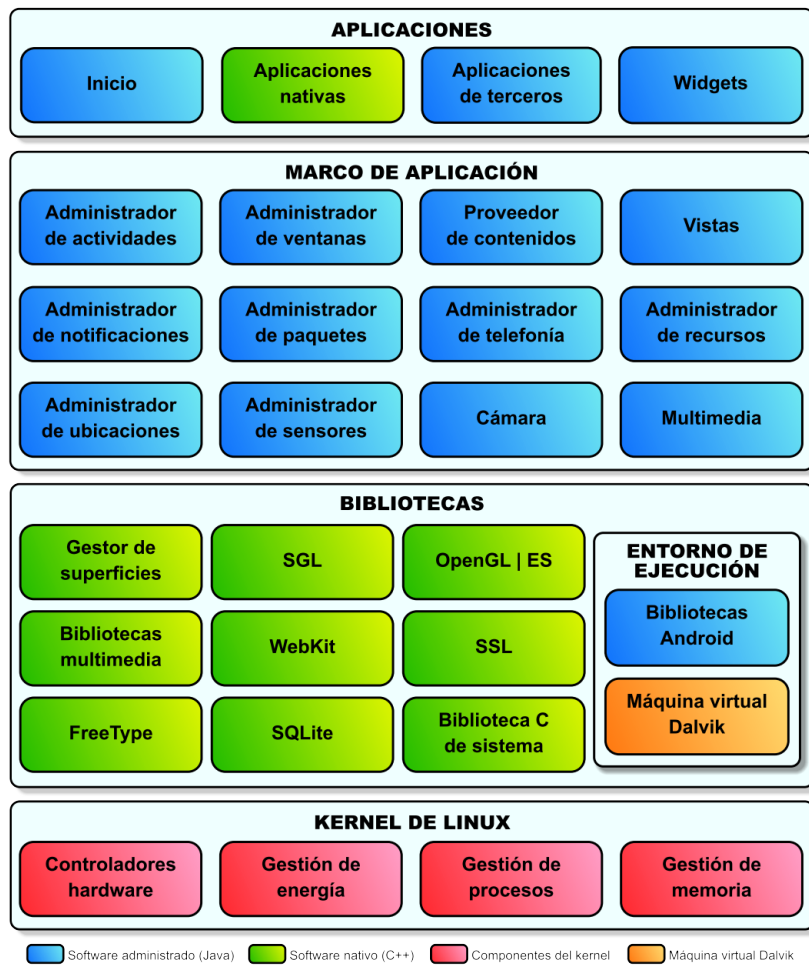 APLICACIONES
Inicio
Aplicaciones
nativas
Aplicaciones
de terceros
Widgets
MARCO DE APLICACIÓN
Administrador
de actividades
Administrador
de ventanas
Proveedor
de contenidos
Vistas
Administrador
de notificaciones
Administrador
de paquetes
Administrador
de telefonía
Administrador
de recursos
Administrador
de ubicaciones
Administrador
de sensores
Cámara
Multimedia
BIBLIOTECAS
Gestor de
superficies
SGL
OpenGL | ES
Bibliotecas
multimedia
WebKit
SSL
FreeType
SQLite
Biblioteca C
de sistema
ENTORNO DE
EJECUCIÓN
Bibliotecas
Android
Máquina virtual
Dalvik
KERNEL DE LINUX
Controladores
hardware
Gestión de
energía
Gestión de
procesos
Gestión de
memoria
Software administrado (Java)
Software nativo (C++)
Componentes del kernel
Máquina virtual Dalvik